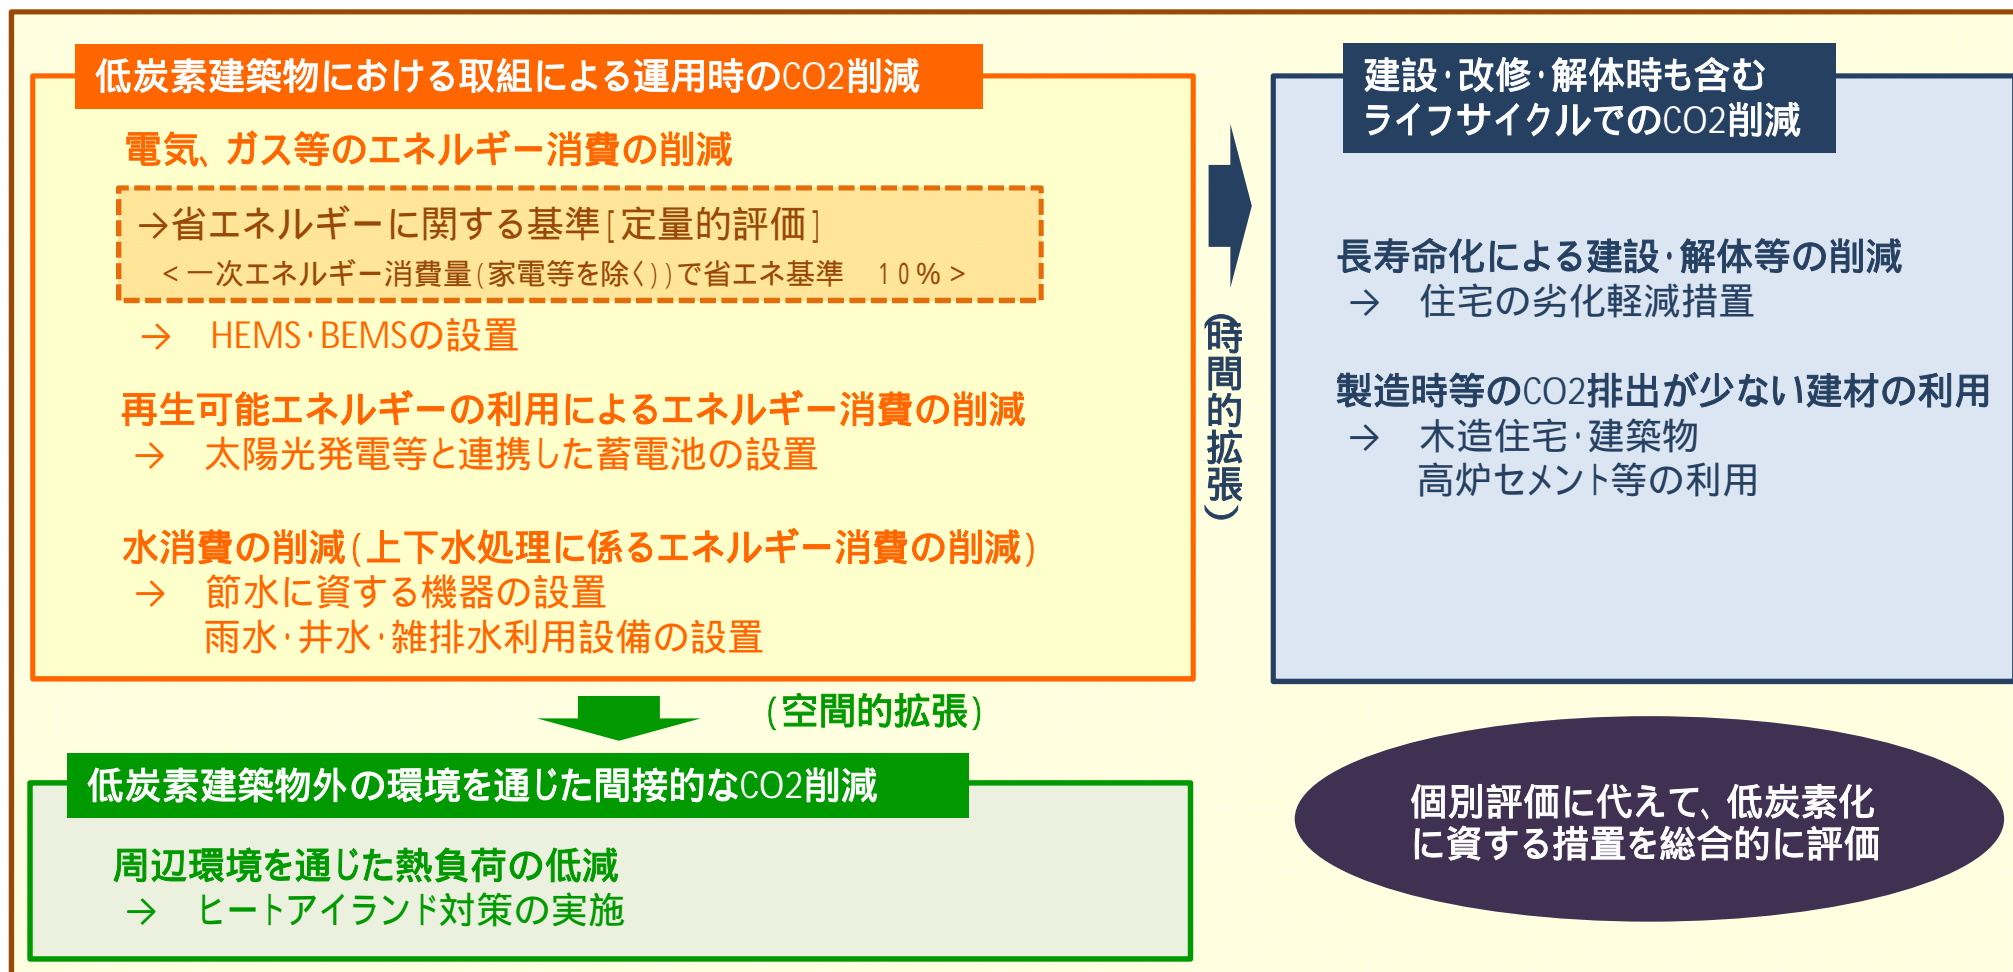 低炭素建築物における取組による運用時のCO2削減
電気、ガス等のエネルギー消費の削減
→省エネルギーに関する基準[定量的評価]
<一次エネルギー消費量(家電等を除く))で省エネ基準　10%>
→　HEMS・BEMSの設置
再生可能エネルギーの利用によるエネルギー消費の削減
→　太陽光発電等と連携した蓄電池の設置
水消費の削減(上下水処理に係るエネルギー消費の削減)
→　節水に資する機器の設置
雨水・井水・雑排水利用設備の設置
(時間的拡張)
建設・改修・解体時も含む
ライフサイクルでのCO2削減
長寿命化による建設・解体等の削減
→　住宅の劣化軽減措置
製造時等のCO2排出が少ない建材の利用
→　木造住宅・建築物
高炉セメント等の利用
(空間的拡張)
低炭素建築物外の環境を通じた間接的なCO2削減
周辺環境を通じた熱負荷の低減
→　ヒートアイランド対策の実施
個別評価に代えて、低炭素化
に資する措置を総合的に評価